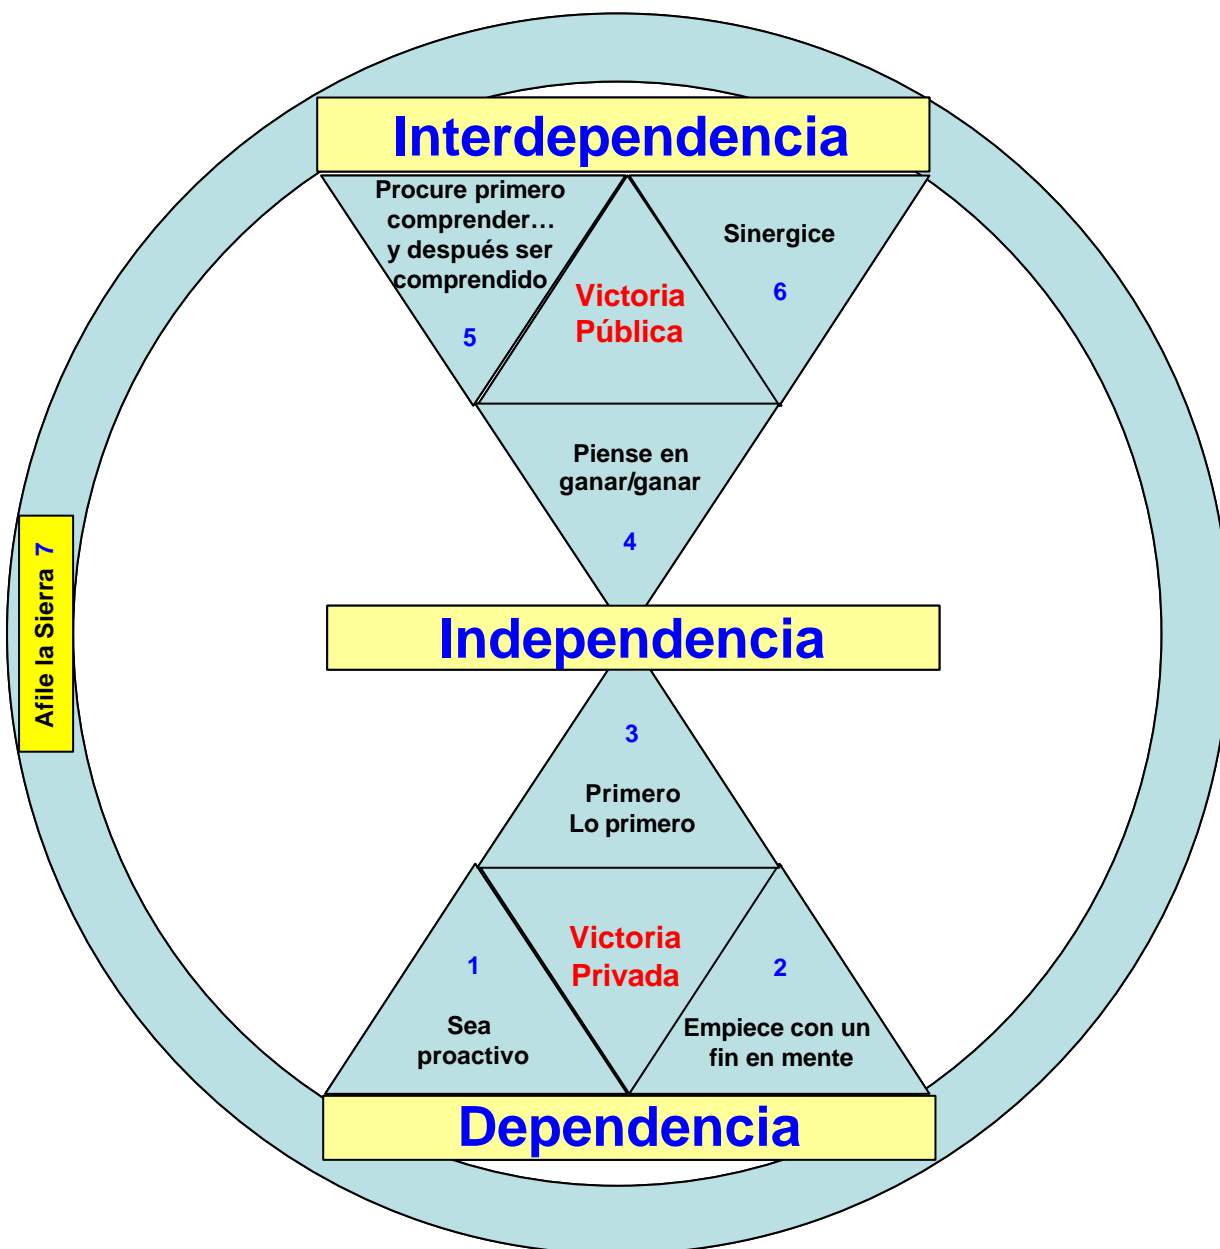 Interdependencia
Procure primero
comprender…
y después ser
comprendido
5
Victoria
Pública
Sinergice
6
Piense en
ganar/ganar
4
Afile la Sierra 7
Independencia
3
Primero
Lo primero
1
Sea
proactivo
Victoria
Privada
2
Empiece con un
fin en mente
Dependencia